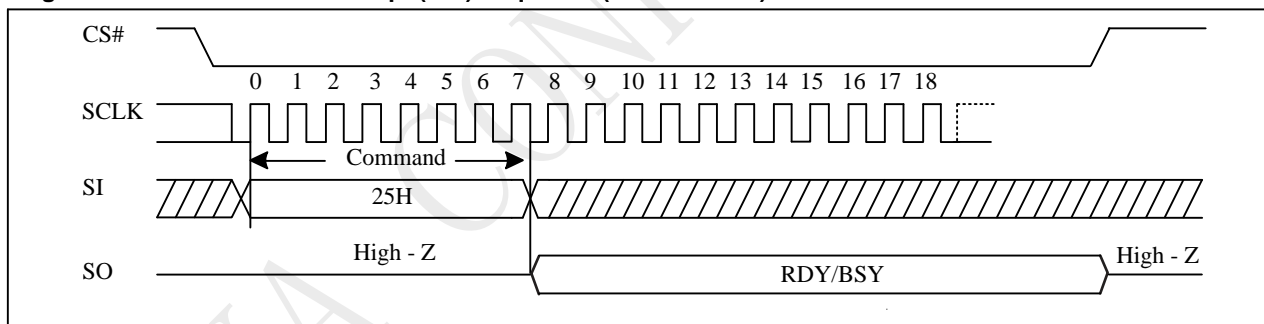 CS#
0 1 2 3 4 5 6 7 8 9 10 11 12 13 14 15 16 17 18
SCLK
Command
SI
25H
High - Z
High - Z
SO
RDY/BSY